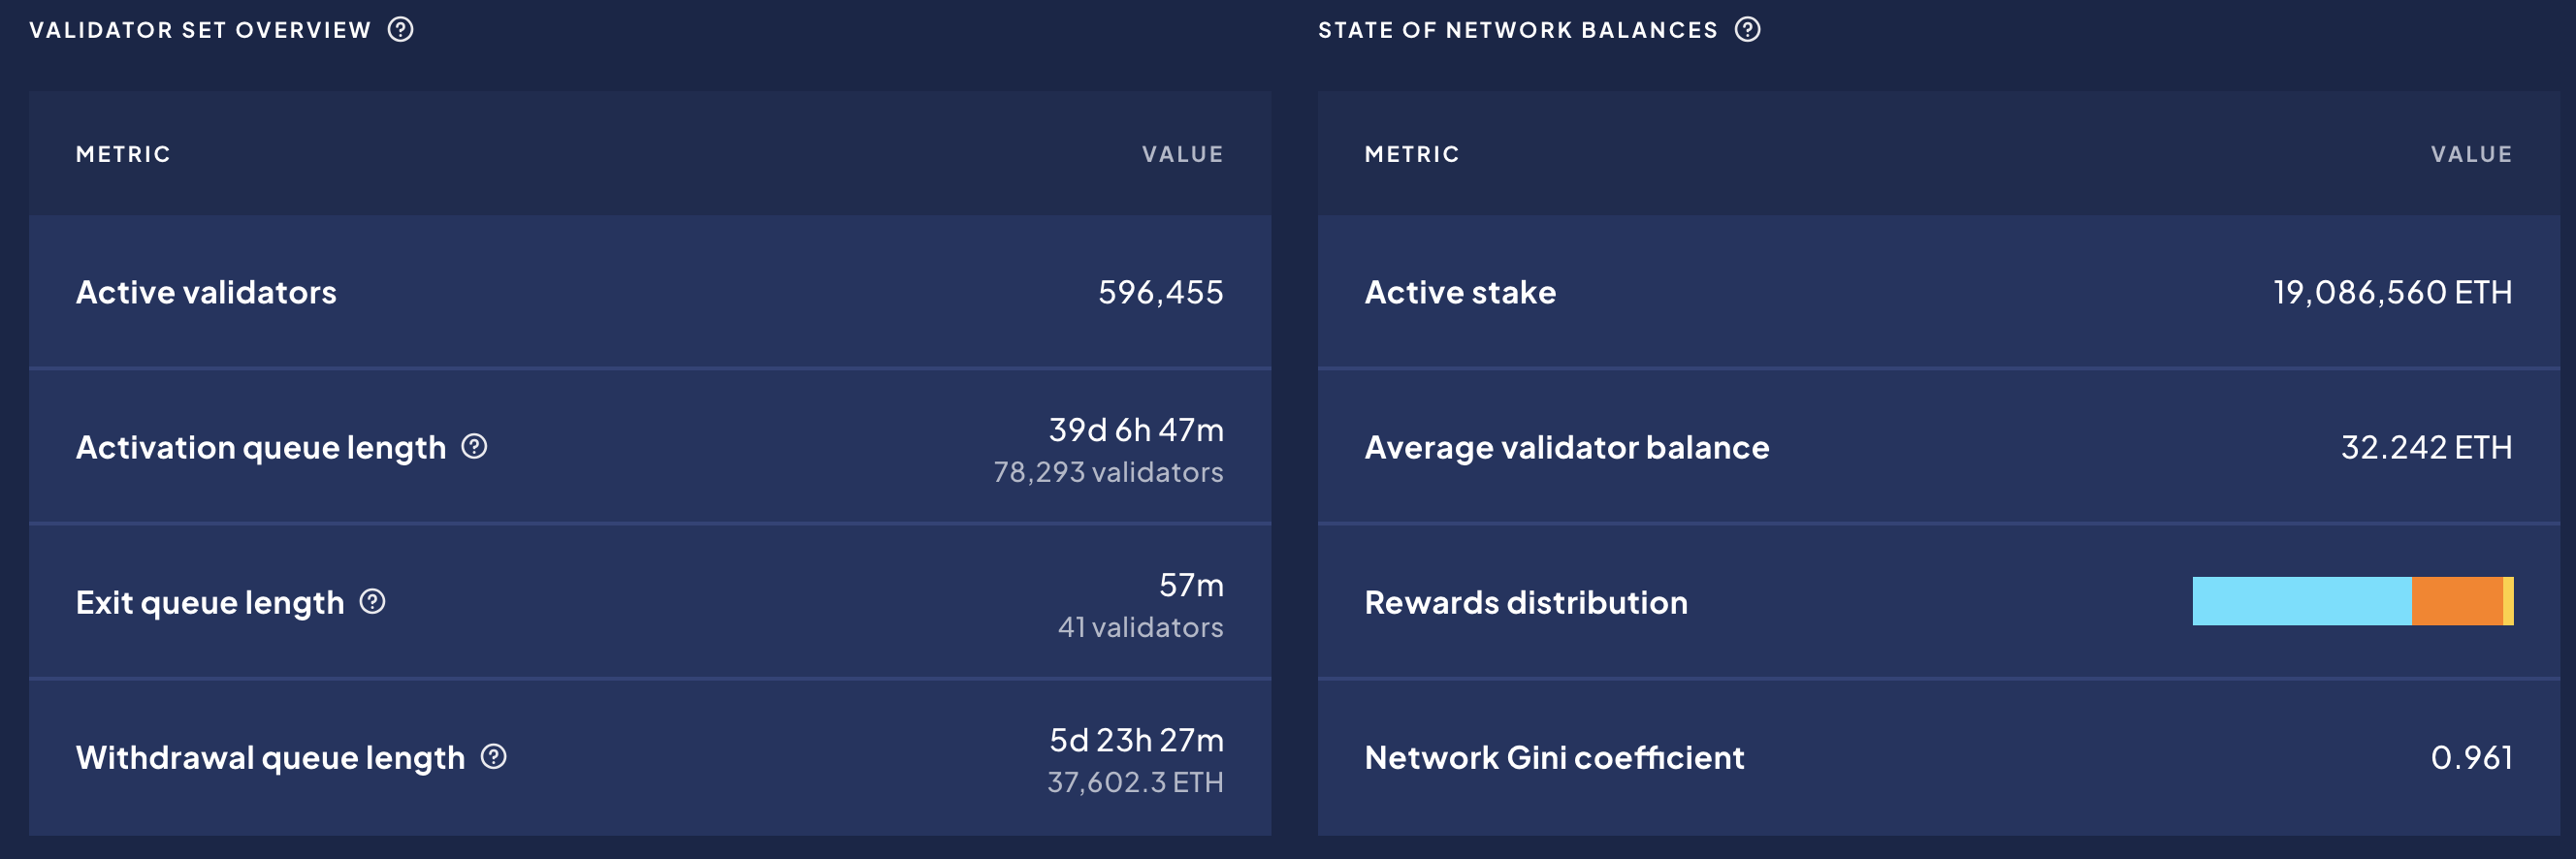 VALIDATOR SET OVERVIEW
METRIC VALUE
Active validators 596,455
Activation queue length 39d 6h 47m
78,293 validators
Exit queue length 57m
41 validators
Withdrawal queue length 5d 23h 27m
37,602.3 ETH
STATE OF NETWORK BALANCES
METRIC VALUE
Active stake 19,086,560 ETH
Average validator balance 32.242 ETH
Rewards distribution
Network Gini coefficient 0.961